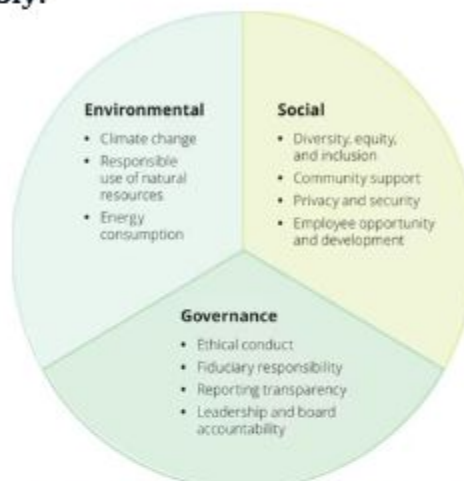 Environmental
• Climate change
• Responsible
use of natural
resources
• Energy
consumption
Social
• Diversity, equity,
and inclusion
• Community support
• Privacy and security
• Employee opportunity
and development
Governance
• Ethical conduct
• Fiduciary responsibility
• Reporting transparency
• Leadership and board
accountability